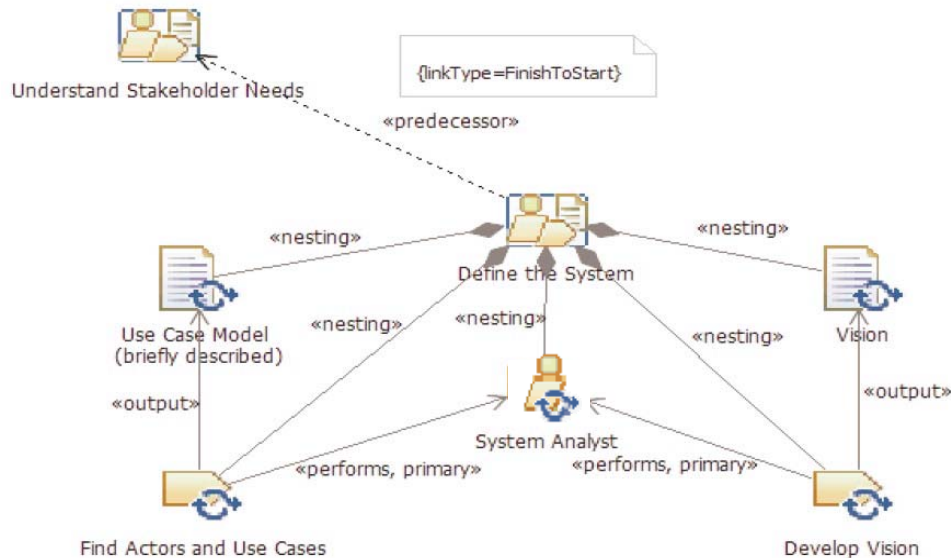 {linkType=FinishToStart}
Understand Stakeholder Needs
«predecessor»
«nesting»
«nesting»
Define the System
«nesting»
«nesting»
«nesting»
Use Case Model
(briefly described)
Vision
«output»
«output»
System Analyst
«performs, primary»
«performs, primary»
Find Actors and Use Cases
Develop Vision